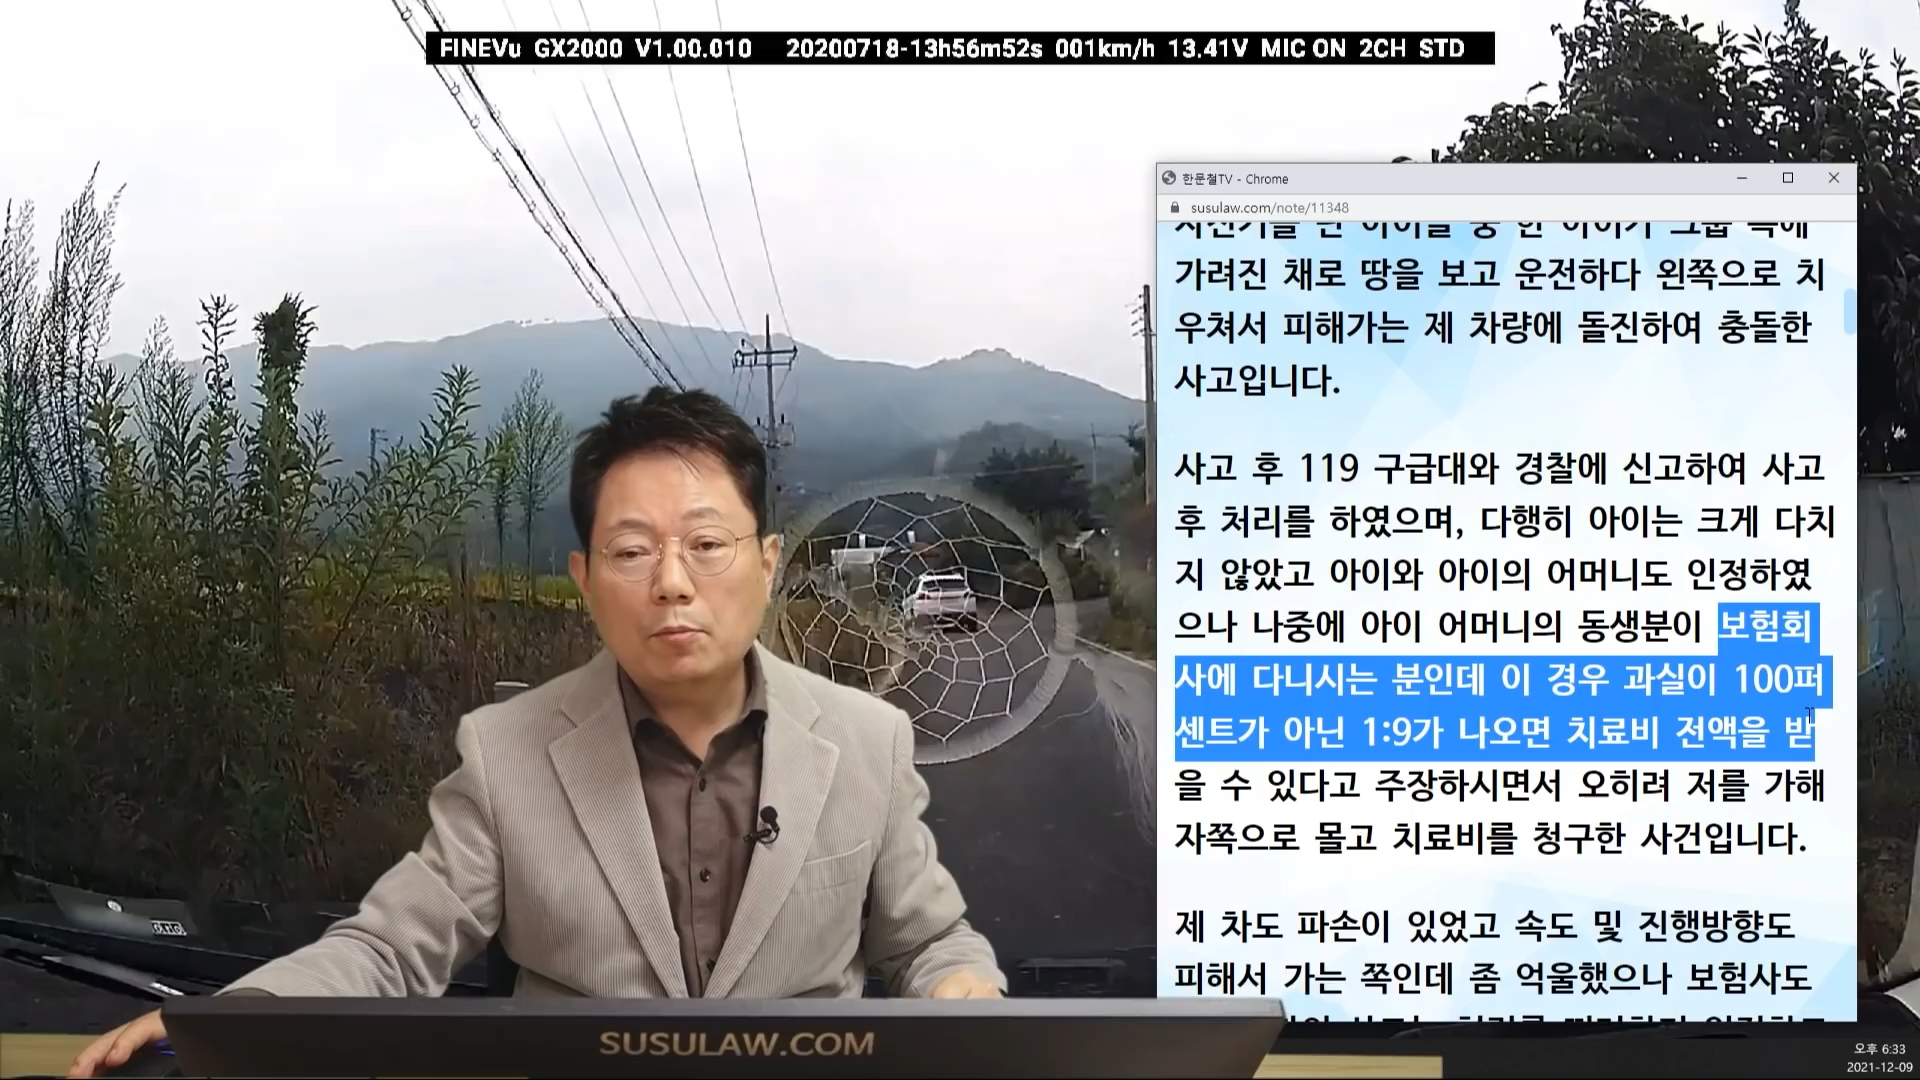 FINEVu GX2000 V1.00.010 20200718-13h56m52s 001km/h 13.41V MIC ON 2CH STD
한문철TV - Chrome
susulaw.com/note/11348
가려진 채로 땅을 보고 운전하다 왼쪽으로 치
우쳐서 피해가는 제 차량에 돌진하여 충돌한
사고입니다.
사고 후 119 구급대와 경찰에 신고하여 사고
후 처리를 하였으며, 다행히 아이는 크게 다치
지 않았고 아이와 아이의 어머니도 인정하였
으나 나중에 아이 어머니의 동생분이 보험회
사에 다니시는 분인데 이 경우 과실이 100퍼
센트가 아닌 1:9가 나오면 치료비 전액을 받
을 수 있다고 주장하시면서 오히려 저를 가해
자쪽으로 몰고 치료비를 청구한 사건입니다.
제 차도 파손이 있었고 속도 및 진행방향도
피해서 가는 쪽인데 좀 억울했으나 보험사도
SUSULAW.COM
오후 6:33
2021-12-09